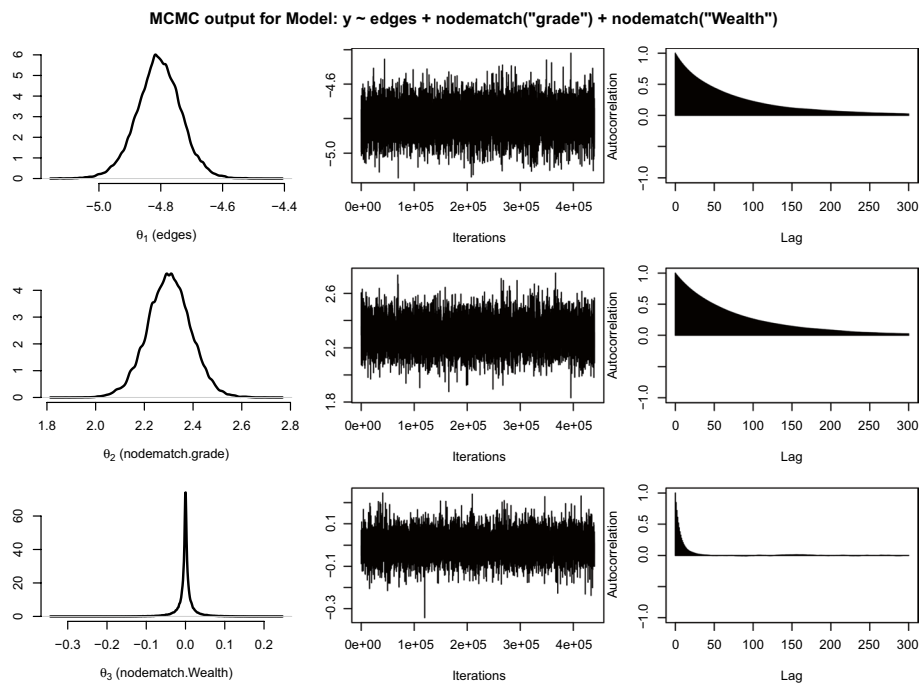 MCMC output for Model: y ~ edges + nodematch("grade") + nodematch("Wealth")
0 1 2 3 4 5 6
−5.0 −4.8 −4.6 −4.4
θ1 (edges)
−5.0 −4.6
0e+00 1e+05 2e+05 3e+05 4e+05
Iterations
Autocorrelation
−1.0 0.0 0.5 1.0
0 50 100 150 200 250 300
Lag
0 1 2 3 4
1.8 2.0 2.2 2.4 2.6 2.8
θ2 (nodematch.grade)
1.8 2.2 2.6
0e+00 1e+05 2e+05 3e+05 4e+05
Iterations
Autocorrelation
−1.0 0.0 0.5 1.0
0 50 100 150 200 250 300
Lag
0 20 40 60
−0.3 −0.2 −0.1 0.0 0.1 0.2
θ3 (nodematch.Wealth)
−0.3 −0.1 0.1
0e+00 1e+05 2e+05 3e+05 4e+05
Iterations
Autocorrelation
−1.0 0.0 0.5 1.0
0 50 100 150 200 250 300
Lag